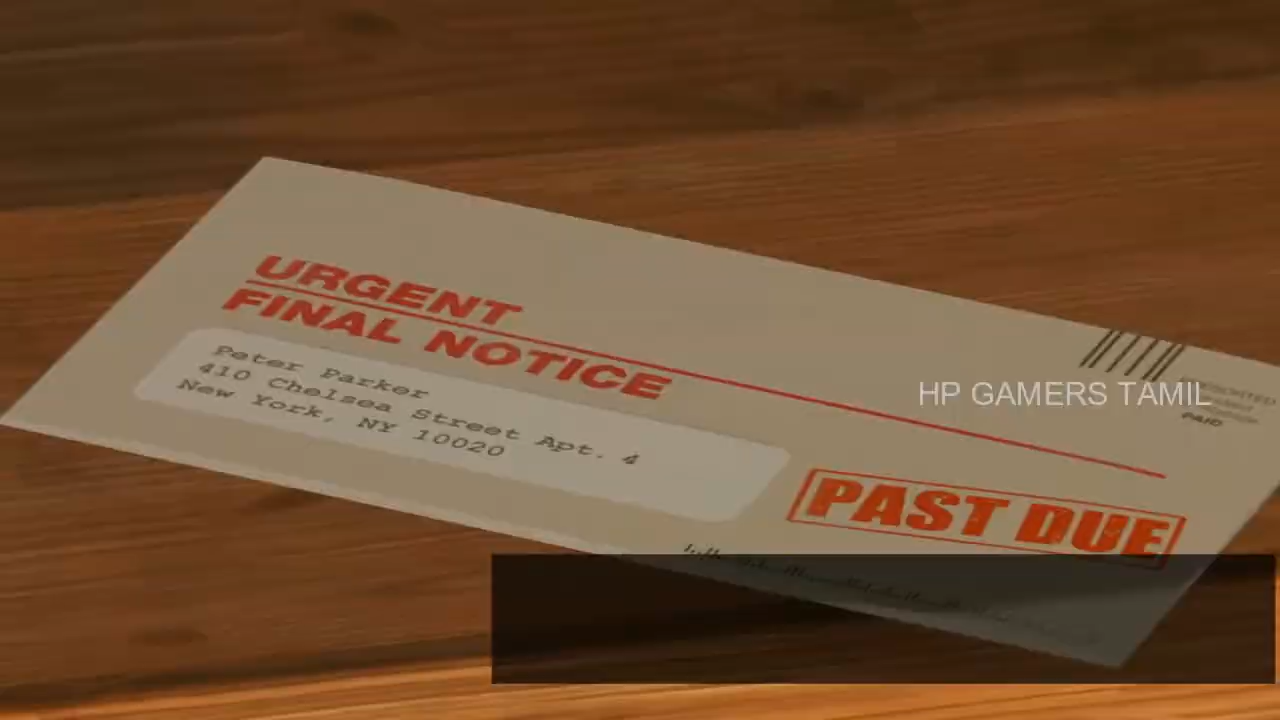 URGENT
FINAL NOTICE
Peter Parker
410 Chelsea Street Apt. 4
New York, NY 10020
HP GAMERS TAMIL
PAID
PAST DUE